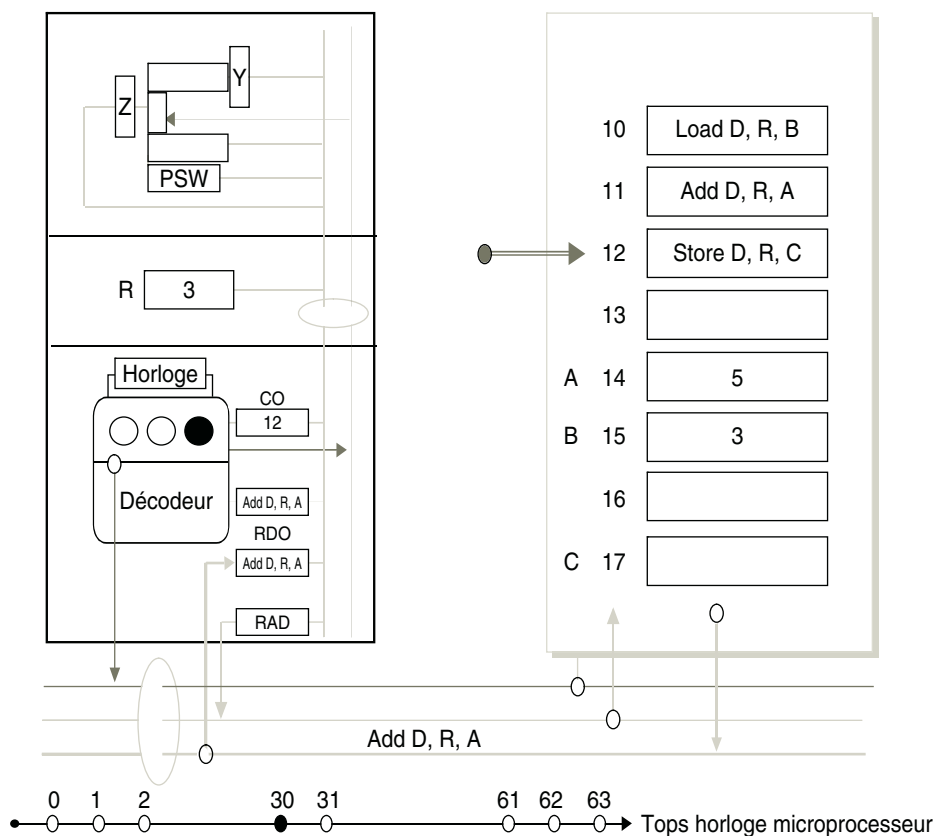 Y
Z
PSW
R 3
Horloge
CO
12
Décodeur
Add D, R, A
RDO
Add D, R, A
RAD
10 Load D, R, B
11 Add D, R, A
12 Store D, R, C
13
A 14 5
B 15 3
16
C 17
Add D, R, A
0 1 2 30 31 61 62 63
Tops horloge microprocesseur